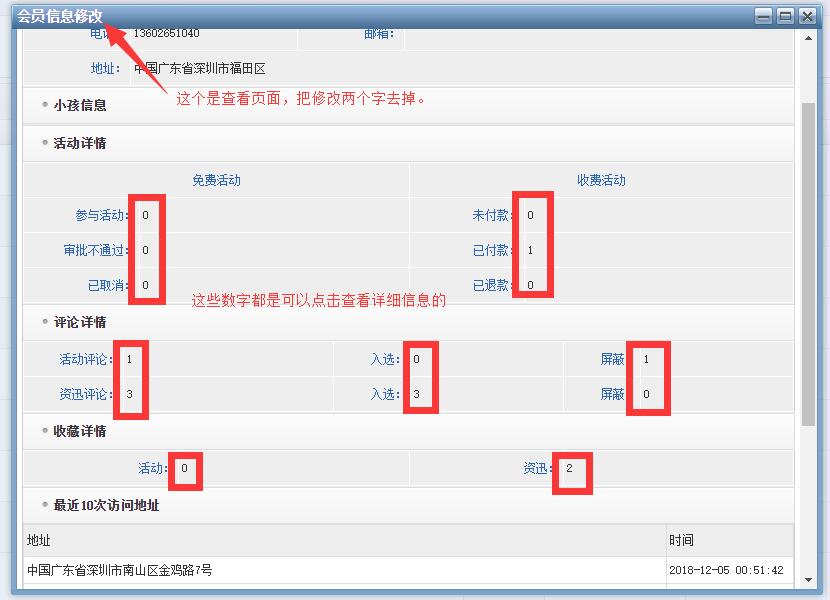 会员信息修改
电话: 13602651040 邮箱:
地址: 中国广东省深圳市福田区
这个是查看页面，把修改两个字去掉。
小孩信息
活动详情
免费活动 收费活动
参与活动: 0 未付款: 0
审批不通过: 0 已付款: 1
已取消: 0 已退款: 0
这些数字都是可以点击查看详细信息的
评论详情
活动评论: 1 入选: 0 屏蔽 1
资迅评论: 3 入选: 3 屏蔽 0
收藏详情
活动: 0 资迅: 2
最近10次访问地址
地址 时间
中国广东省深圳市南山区金鸡路7号 2018-12-05 00:51:42